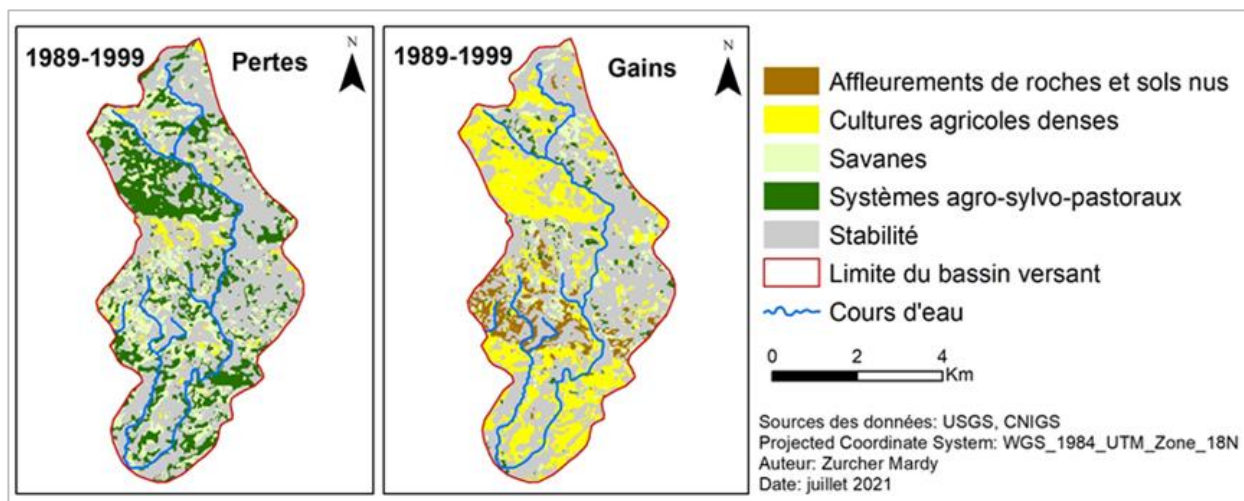 1989-1999
Pertes
N
1989-1999
Gains
N
Affleurements de roches et sols nus
Cultures agricoles denses
Savanes
Systèmes agro-sylvo-pastoraux
Stabilité
Limite du bassin versant
Cours d'eau
0 2 4
Km
Sources des données: USGS, CNIGS
Projected Coordinate System: WGS_1984_UTM_Zone_18N
Auteur: Zurcher Mardy
Date: juillet 2021